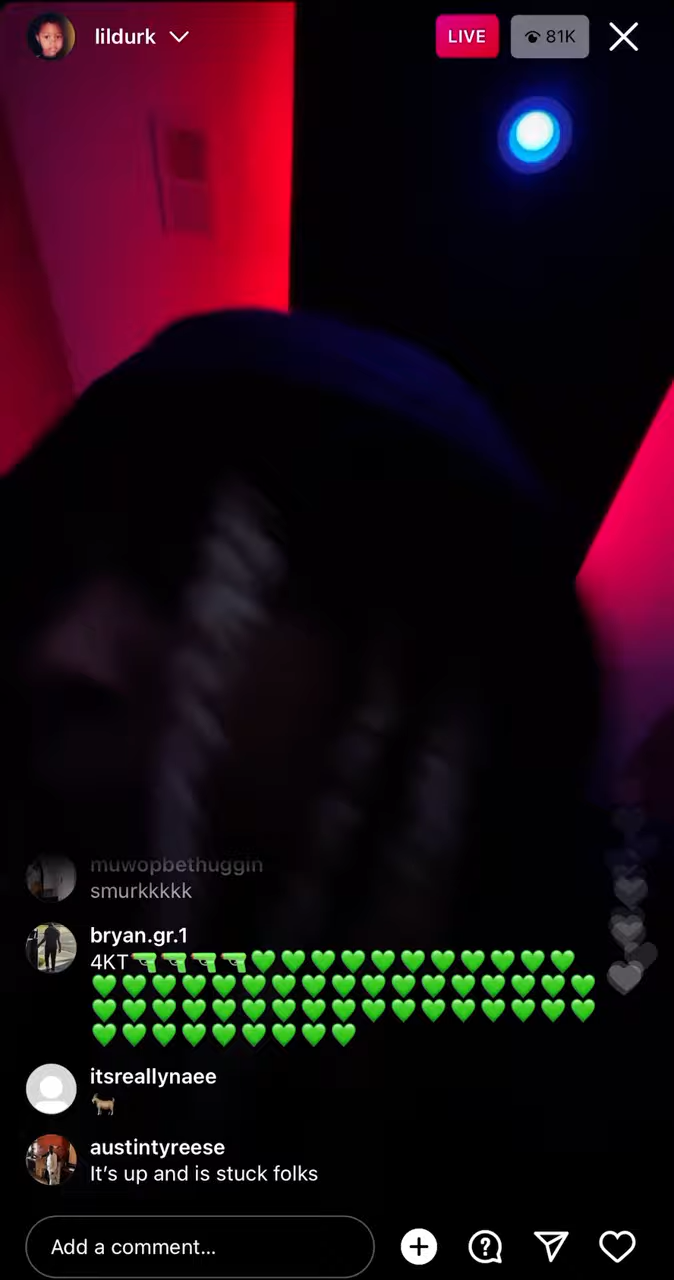 lildurk
LIVE
81K
muwopbethuggin
smurkkkkk
bryan.gr.1
4KT🔫🔫🔫🔫💚💚💚💚💚💚💚💚💚💚💚
💚💚💚💚💚💚💚💚💚💚💚💚💚💚💚💚💚
💚💚💚💚💚💚💚💚💚💚💚💚💚💚💚💚💚
💚💚💚💚💚💚💚💚💚
itsreallynaee
🐐
austintyreese
It’s up and is stuck folks
Add a comment...